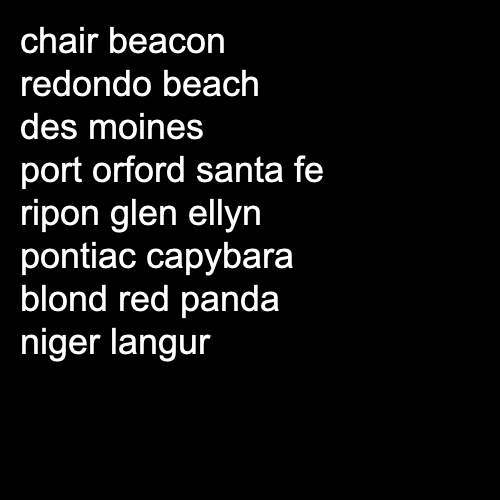 chair beacon
redondo beach
des moines
port orford santa fe
ripon glen ellyn
pontiac capybara
blond red panda
niger langur